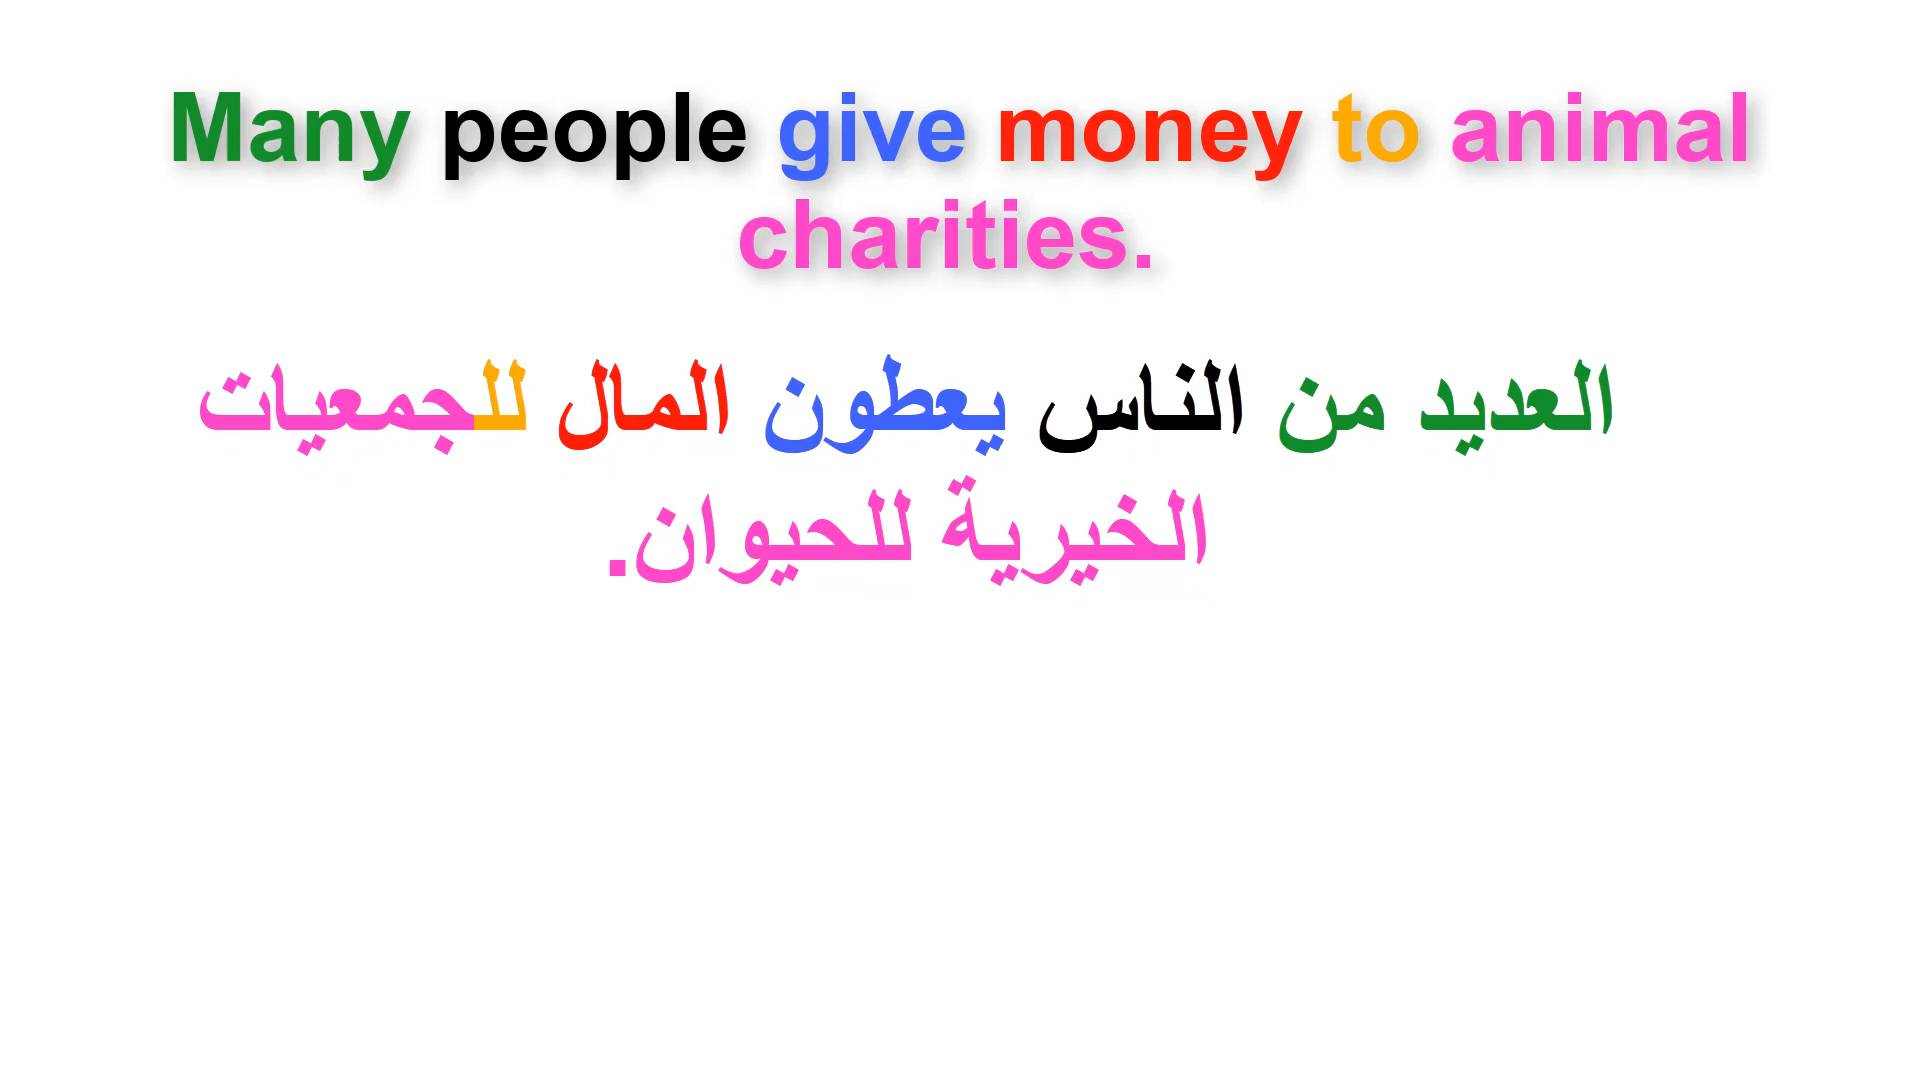 Many people give money to animal
charities.
العديد من الناس يعطون المال للجمعيات
الخيرية للحيوان.